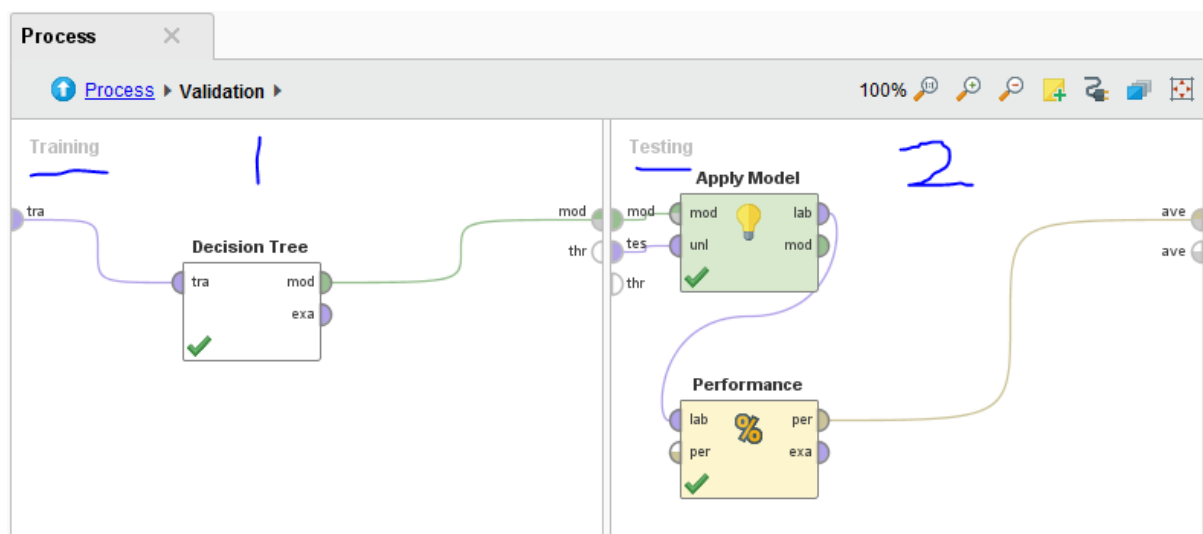 Process
Process Validation
100%
Training 1
tra
mod
thr
Decision Tree
tra mod
exa
Testing 2
mod
tes
thr
Apply Model
mod lab
unl mod
Performance
lab per
per exa
ave
ave